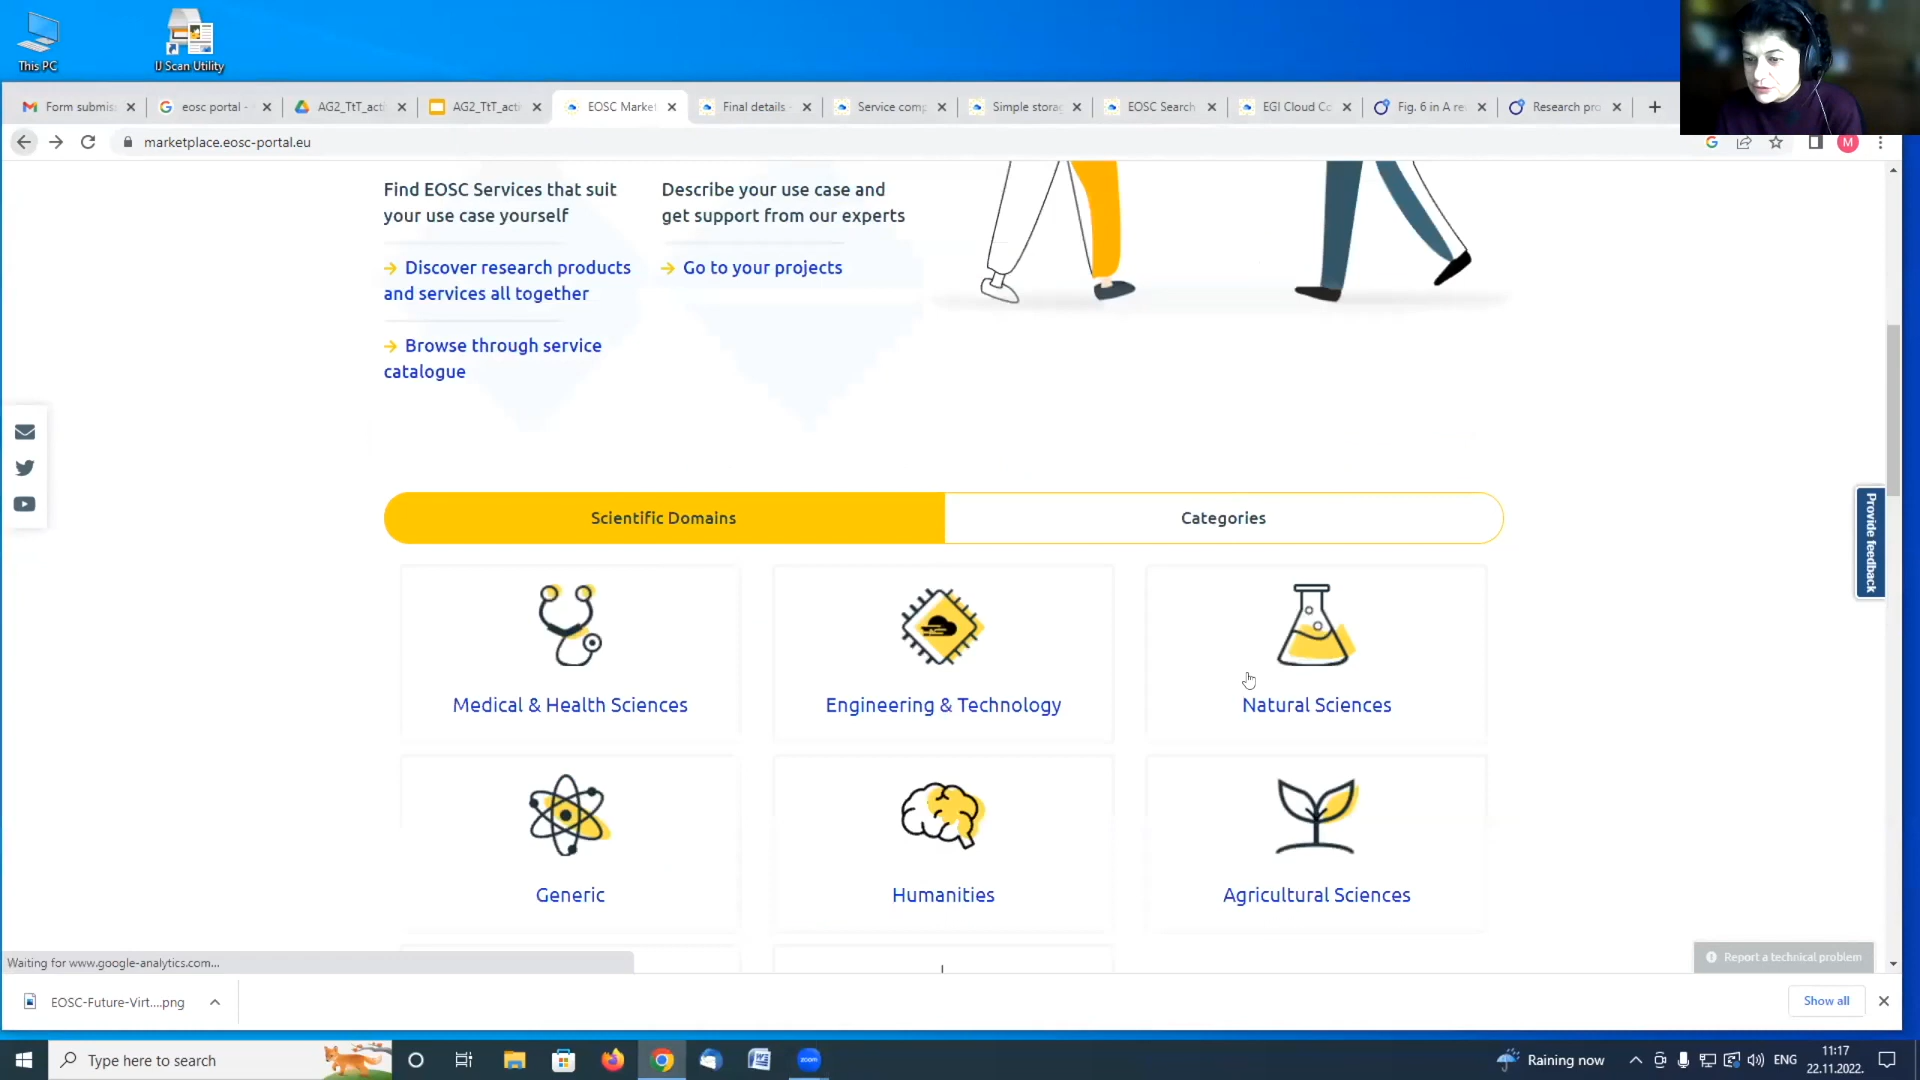 This PC
IJ Scan Utility
Form submis
eosc portal -
AG2_TtT_acti
AG2_TtT_acti
EOSC Market
Final details -
Service comp
Simple storag
EOSC Search
EGI Cloud Co
Fig. 6 in A re
Research pro
marketplace.eosc-portal.eu
M
Find EOSC Services that suit
your use case yourself
Describe your use case and
get support from our experts
Discover research products
and services all together
Go to your projects
Browse through service
catalogue
Provide feedback
Scientific Domains
Categories
Medical & Health Sciences
Engineering & Technology
Natural Sciences
Generic
Humanities
Agricultural Sciences
Waiting for www.google-analytics.com...
Report a technical problem
EOSC-Future-Virt....png
Show all
Type here to search
zoom
Raining now
ENG
11:17
22.11.2022.